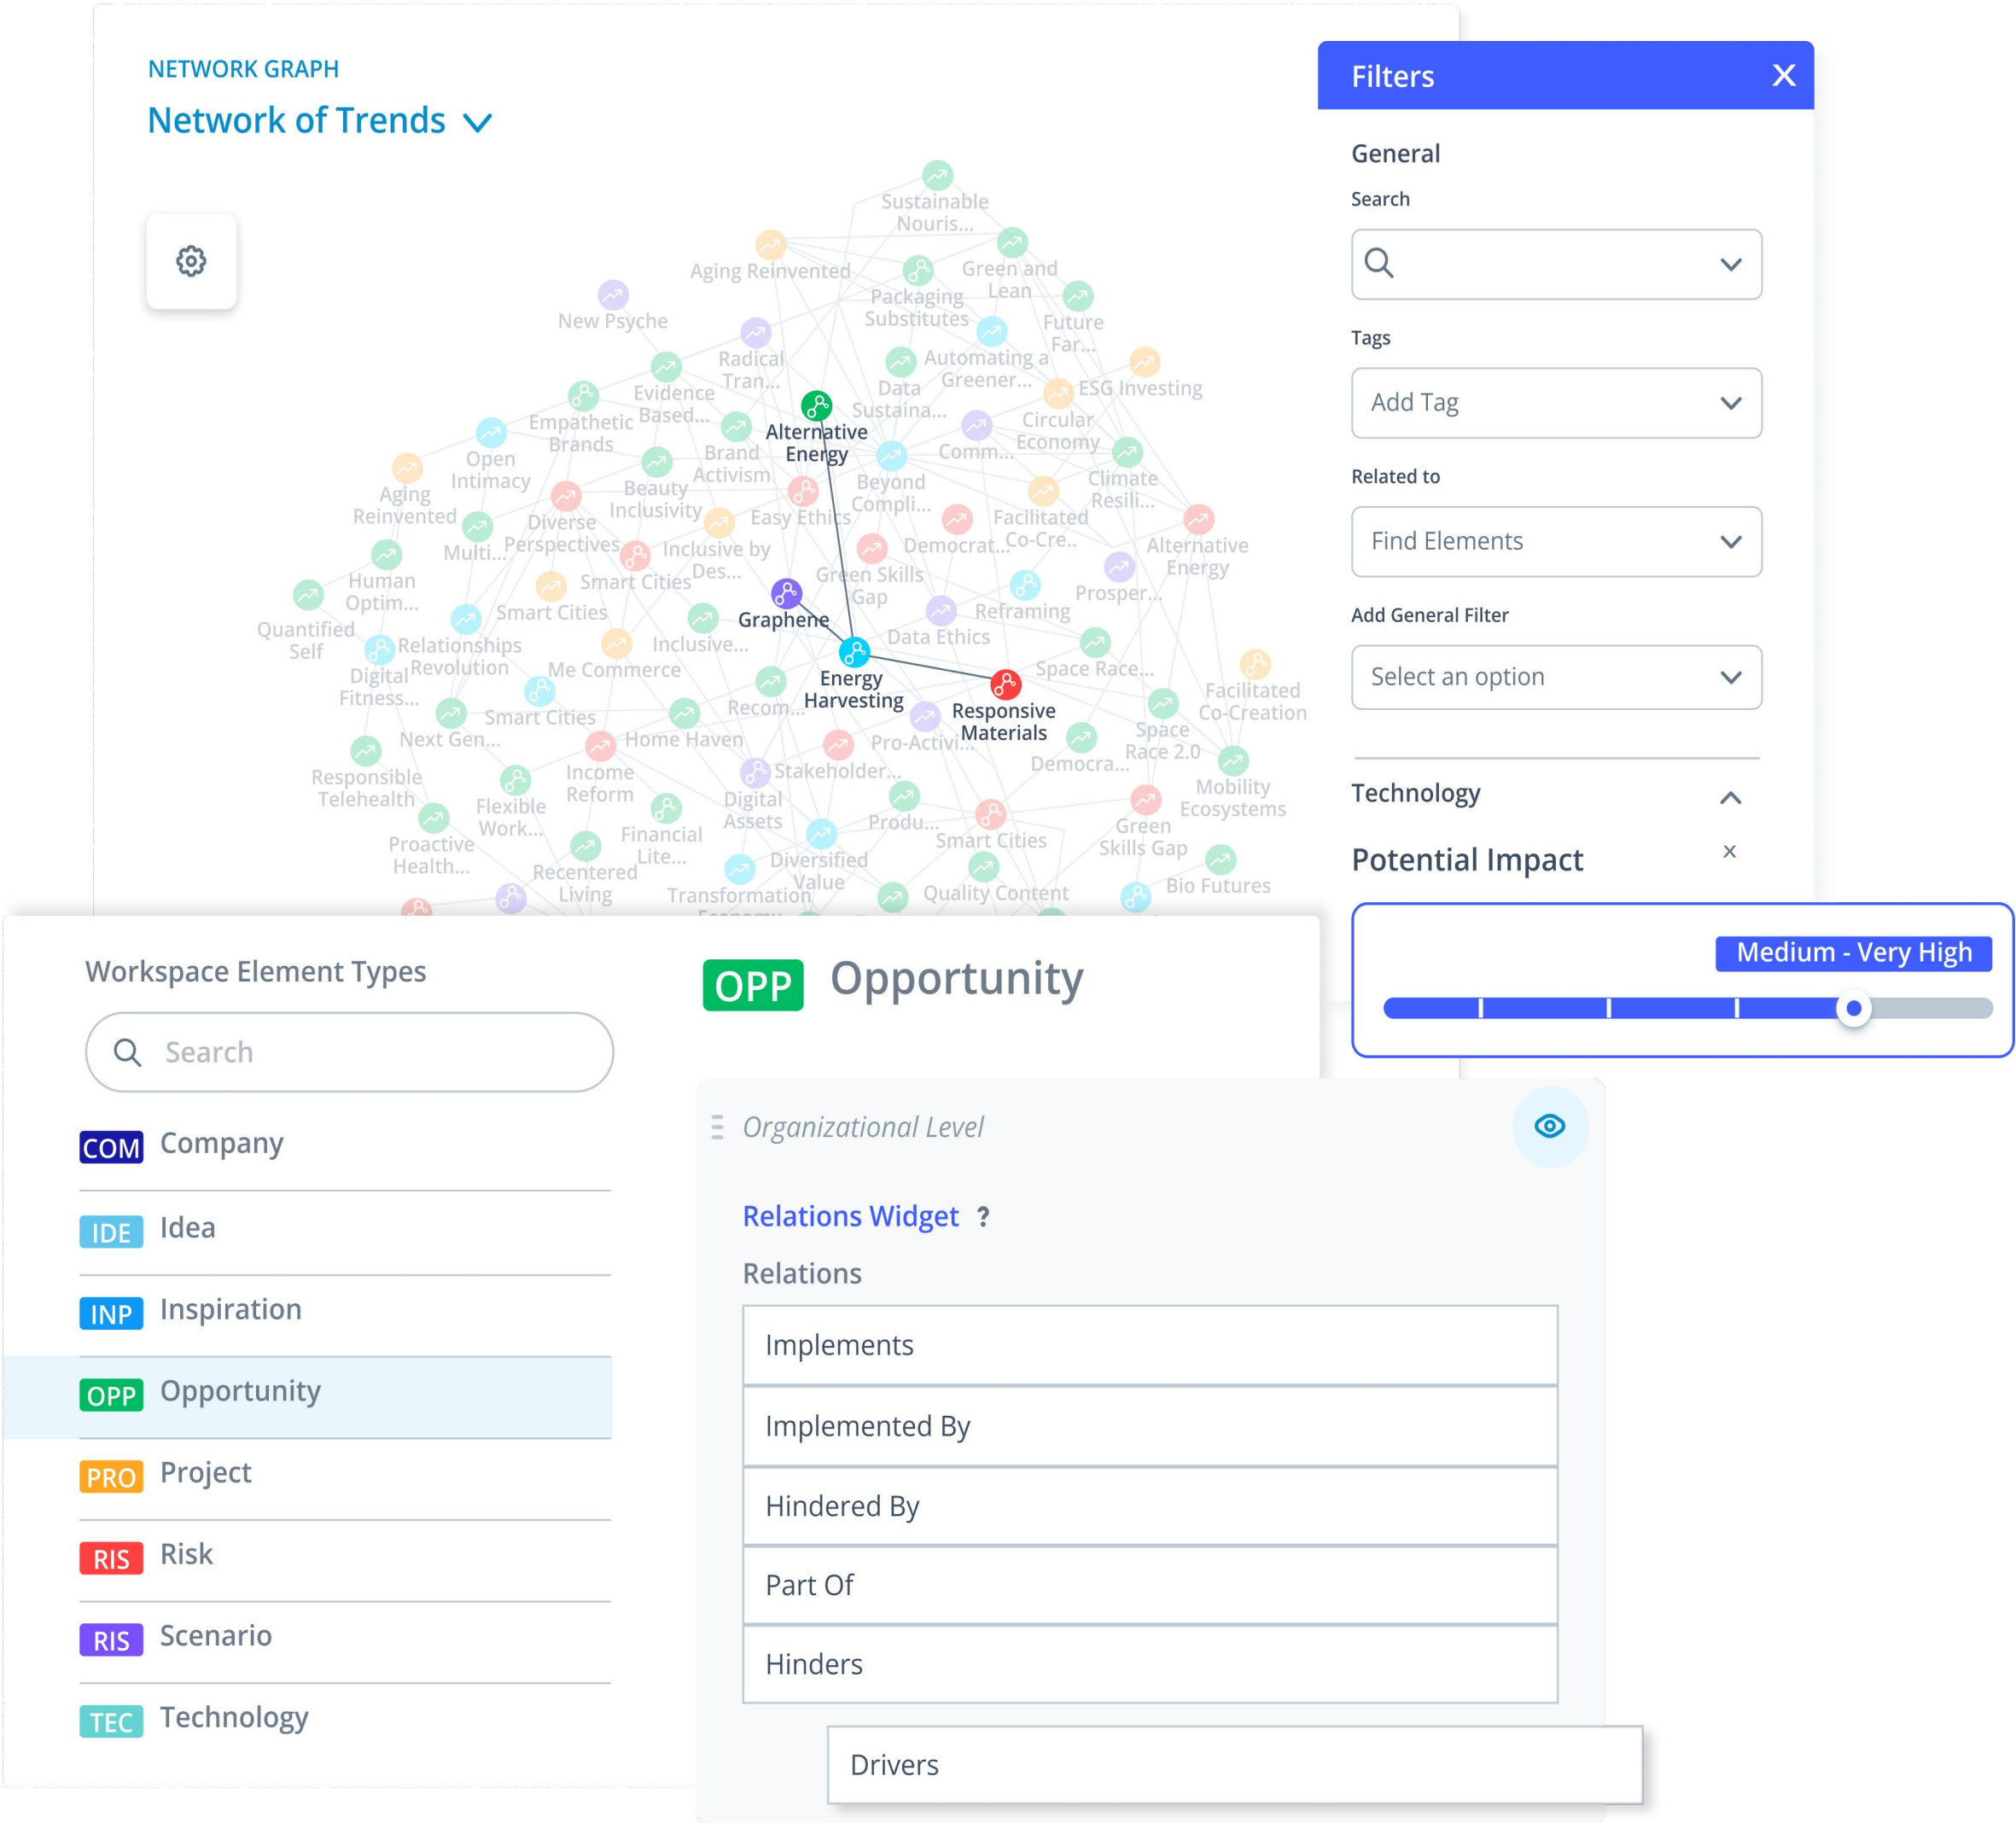 NETWORK GRAPH
Network of Trends
Sustainable
Nouris...
Aging Reinvented
Green and
Lean
Packaging
Substitutes
New Psyche
Future
Far...
Radical
Tran...
Automating a
Greener...
Data
Sustaina...
ESG Investing
Evidence
Based...
Empathetic
Brands
Circular
Economy
Alternative
Energy
Brand
Activism
Comm...
Open
Intimacy
Beyond
Compli...
Climate
Resili...
Aging
Reinvented
Beauty
Inclusivity
Easy Ethics
Facilitated
Co-Cre..
Diverse
Perspectives
Multi...
Inclusive by
Des...
Democrat...
Alternative
Energy
Smart Cities
Green Skills
Gap
Human
Optim...
Prosper...
Smart Cities
Graphene
Reframing
Quantified
Self
Relationships
Revolution
Inclusive...
Data Ethics
Digital
Fitness...
Me Commerce
Energy
Harvesting
Space Race...
Facilitated
Co-Creation
Recom...
Responsive
Materials
Smart Cities
Next Gen...
Home Haven
Pro-Activi...
Space
Race 2.0
Democra...
Responsible
Telehealth
Income
Reform
Stakeholder...
Mobility
Ecosystems
Flexible
Work...
Digital
Assets
Financial
Lite...
Produ...
Smart Cities
Green
Skills Gap
Proactive
Health...
Diversified
Value
Recentered
Living
Transformation
Economy
Quality Content
Bio Futures
Filters
X
General
Search
Tags
Add Tag
Related to
Find Elements
Add General Filter
Select an option
Technology
Potential Impact
x
Medium - Very High
Workspace Element Types
Search
COM Company
IDE Idea
INP Inspiration
OPP Opportunity
PRO Project
RIS Risk
RIS Scenario
TEC Technology
OPP Opportunity
Organizational Level
Relations Widget ?
Relations
Implements
Implemented By
Hindered By
Part Of
Hinders
Drivers